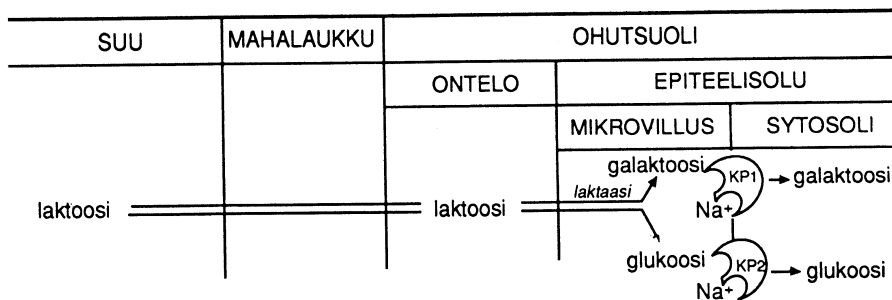 SUU MAHALAUKKU OHUTSUOLI
ONTELO EPITEELISOLU
MIKROVILLUS SYTOSOLI
galaktoosi KP1 galaktoosi
laktaasi
laktoosi laktoosi Na+
glukoosi KP2 glukoosi
Na+